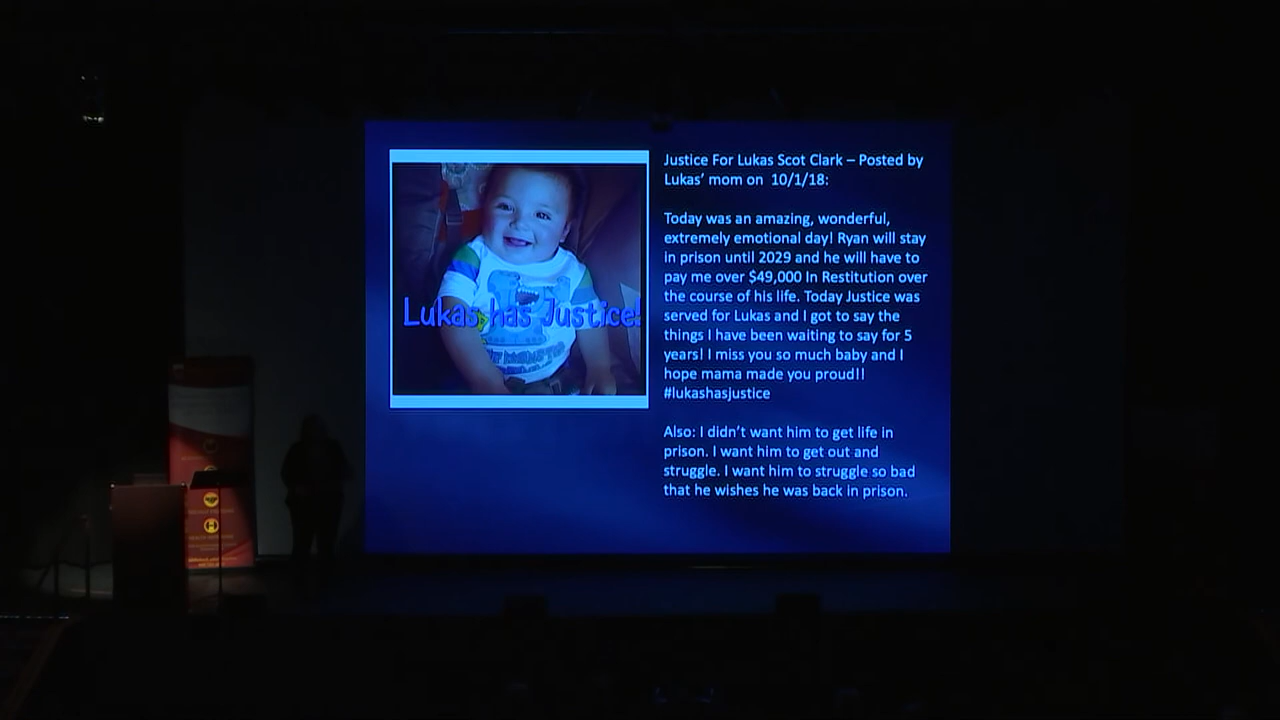 Justice For Lukas Scot Clark – Posted by
Lukas’ mom on 10/1/18:
Today was an amazing, wonderful,
extremely emotional day! Ryan will stay
in prison until 2029 and he will have to
pay me over $49,000 In Restitution over
the course of his life. Today Justice was
served for Lukas and I got to say the
things I have been waiting to say for 5
years! I miss you so much baby and I
hope mama made you proud!!
#lukashasjustice
Also: I didn’t want him to get life in
prison. I want him to get out and
struggle. I want him to struggle so bad
that he wishes he was back in prison.
Lukas has Justice!